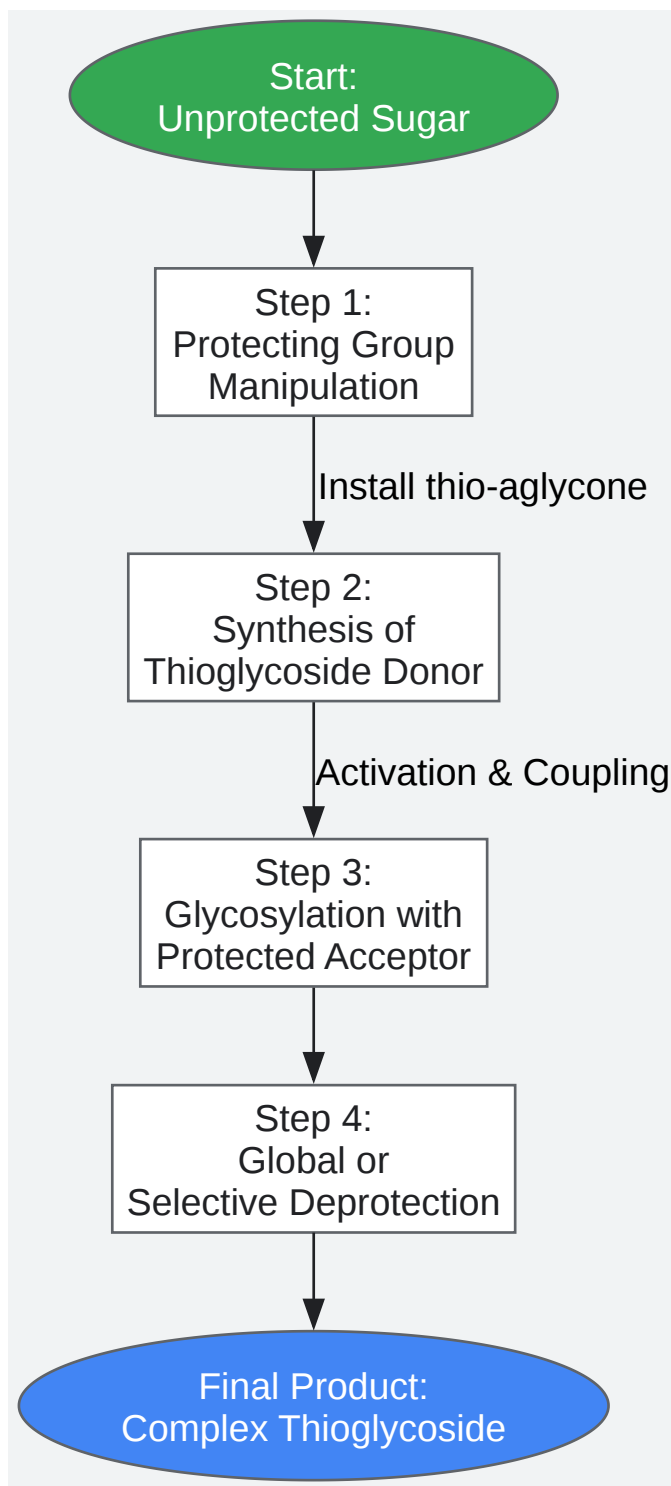 Start:
Unprotected Sugar
Step 1:
Protecting Group
Manipulation
Install thio-aglycone
Step 2:
Synthesis of
Thioglycoside Donor
Activation & Coupling
Step 3:
Glycosylation with
Protected Acceptor
Step 4:
Global or
Selective Deprotection
Final Product:
Complex Thioglycoside